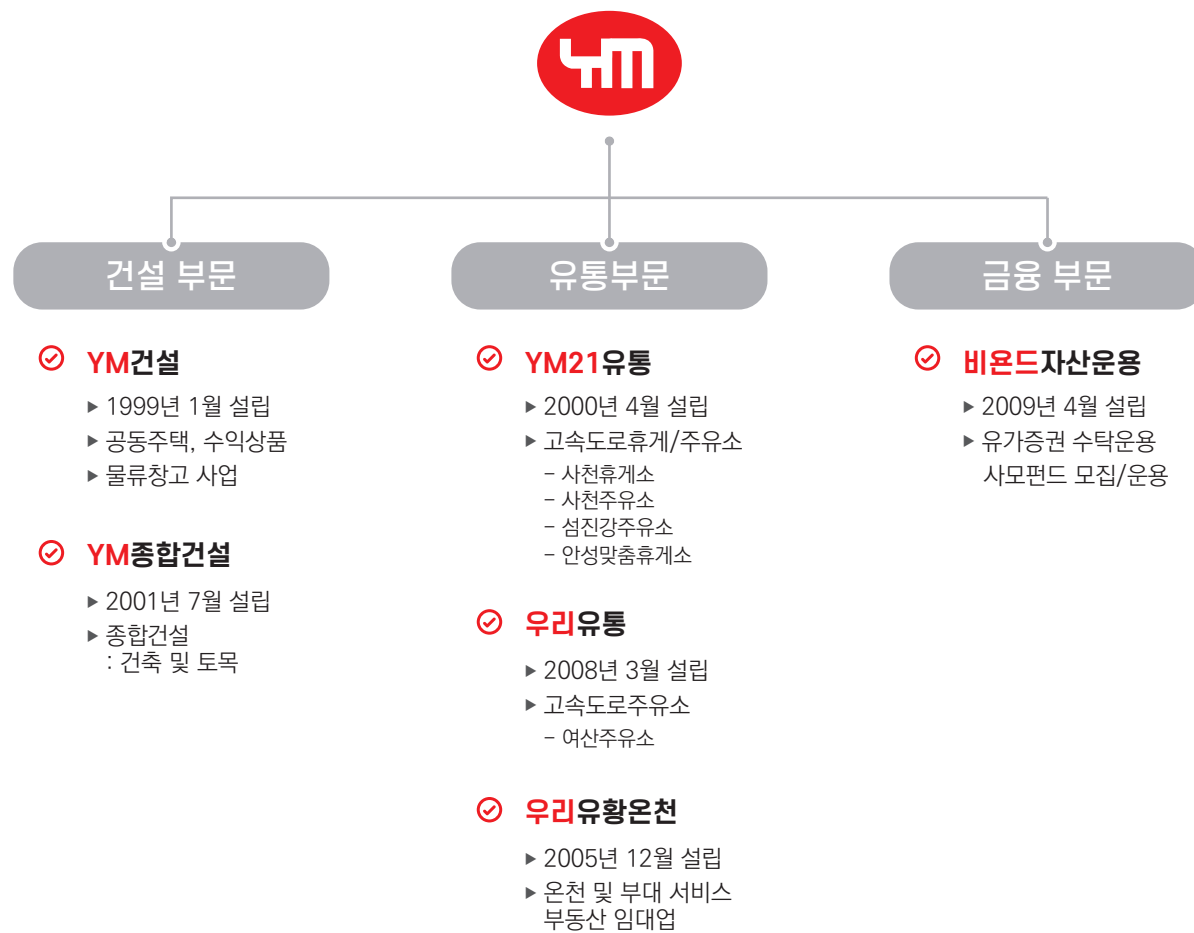 YM
건설 부문
YM건설
▶ 1999년 1월 설립
▶ 공동주택, 수익상품
▶ 물류창고 사업
YM종합건설
▶ 2001년 7월 설립
▶ 종합건설
: 건축 및 토목
유통부문
YM21유통
▶ 2000년 4월 설립
▶ 고속도로휴게/주유소
- 사천휴게소
- 사천주유소
- 섬진강주유소
- 안성맞춤휴게소
우리유통
▶ 2008년 3월 설립
▶ 고속도로주유소
- 여산주유소
우리유황온천
▶ 2005년 12월 설립
▶ 온천 및 부대 서비스
부동산 임대업
금융 부문
비욘드자산운용
▶ 2009년 4월 설립
▶ 유가증권 수탁운용
사모펀드 모집/운용